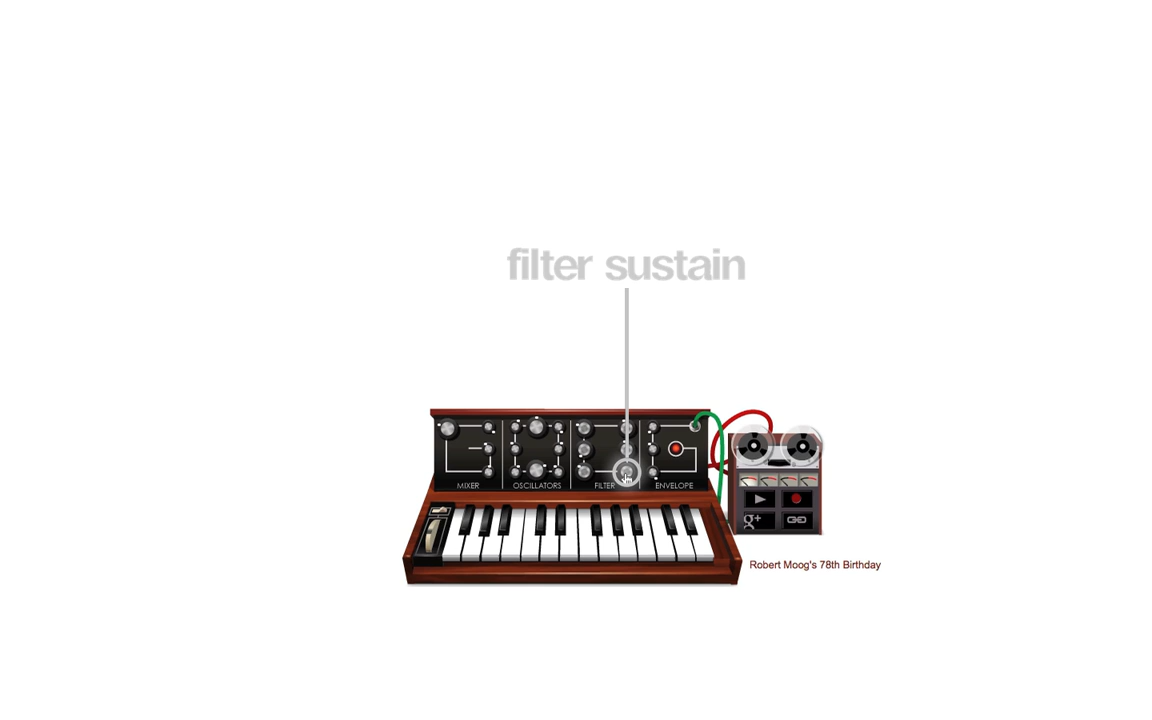 filter sustain
MIXER
OSCILLATORS
FILTER
ENVELOPE
g+
Robert Moog's 78th Birthday